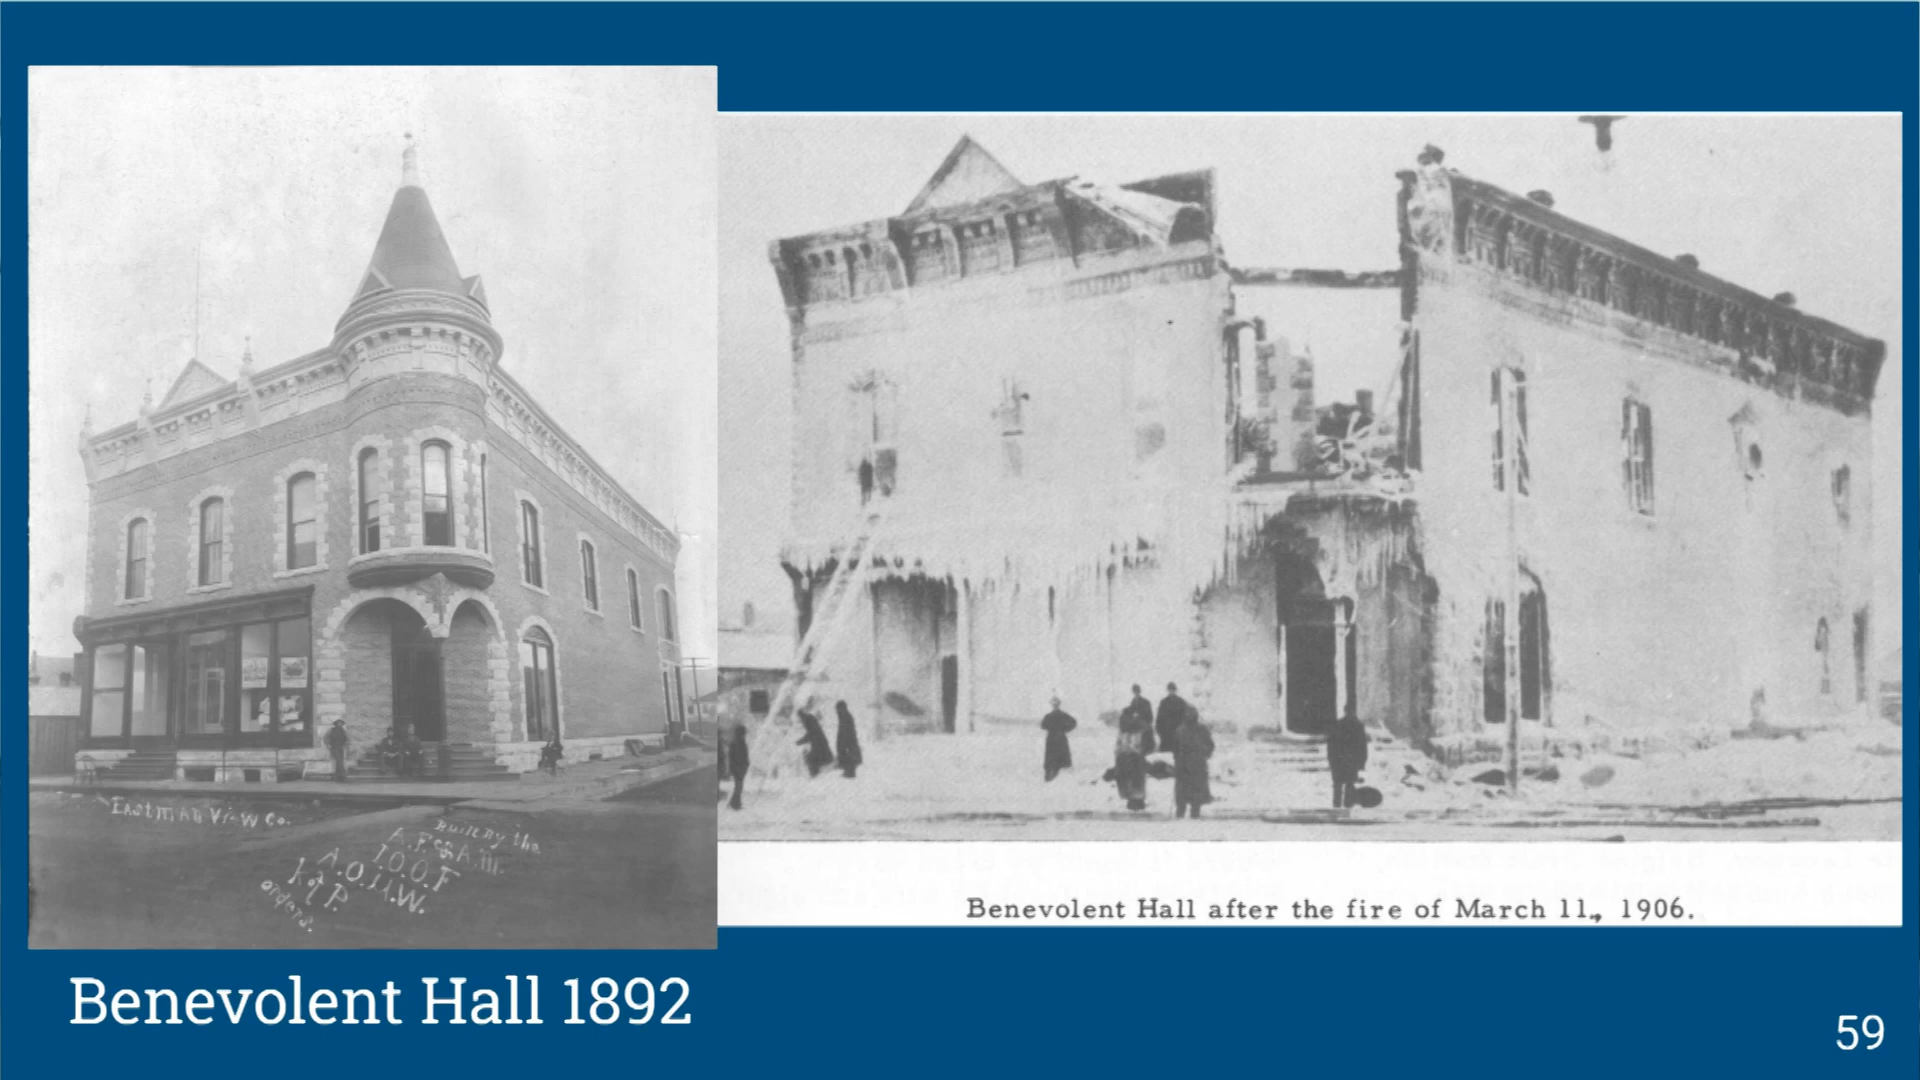 Eastman View Co.
Built by the
A.F. & A.M.
I.O.O.F
A.O.U.W.
K of P.
orders.
Benevolent Hall after the fire of March 11, 1906.
Benevolent Hall 1892
59